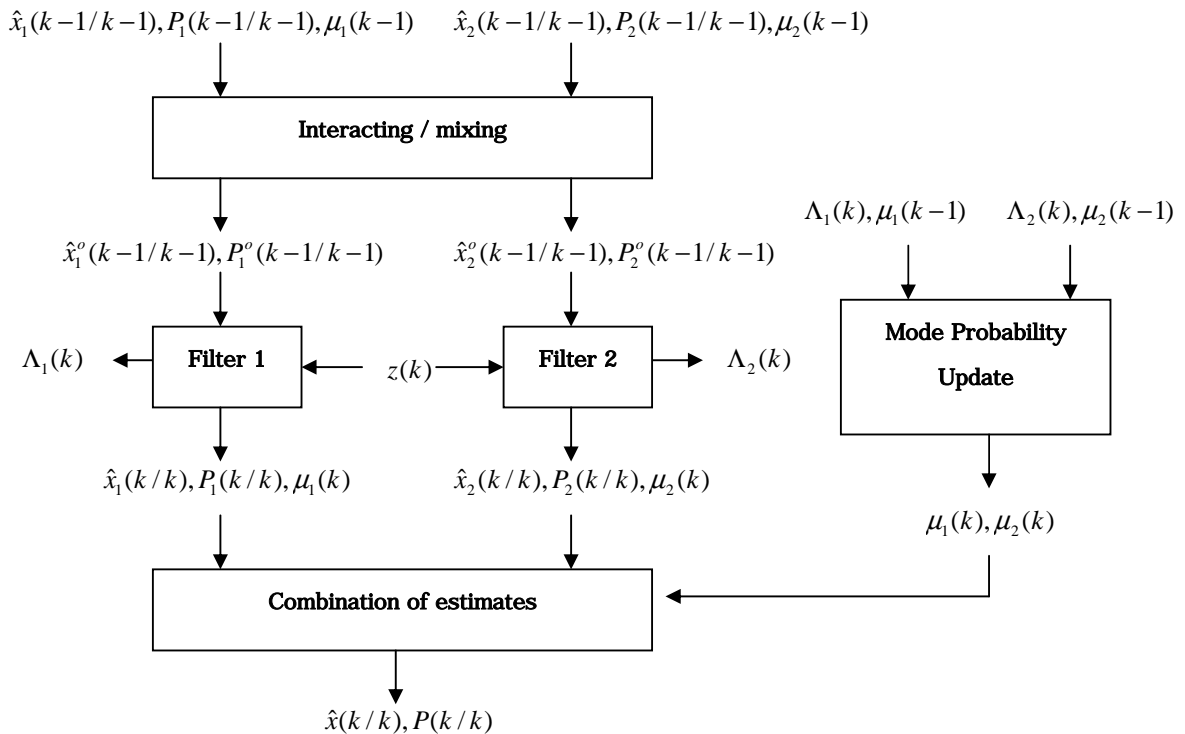 x̂₁(k−1/k−1), P₁(k−1/k−1), μ₁(k−1)
x̂₂(k−1/k−1), P₂(k−1/k−1), μ₂(k−1)
Interacting / mixing
x̂₁ᵒ(k−1/k−1), P₁ᵒ(k−1/k−1)
x̂₂ᵒ(k−1/k−1), P₂ᵒ(k−1/k−1)
Λ₁(k), μ₁(k−1)
Λ₂(k), μ₂(k−1)
Λ₁(k)
Filter 1
z(k)
Filter 2
Λ₂(k)
Mode Probability
Update
x̂₁(k/k), P₁(k/k), μ₁(k)
x̂₂(k/k), P₂(k/k), μ₂(k)
μ₁(k), μ₂(k)
Combination of estimates
x̂(k/k), P(k/k)